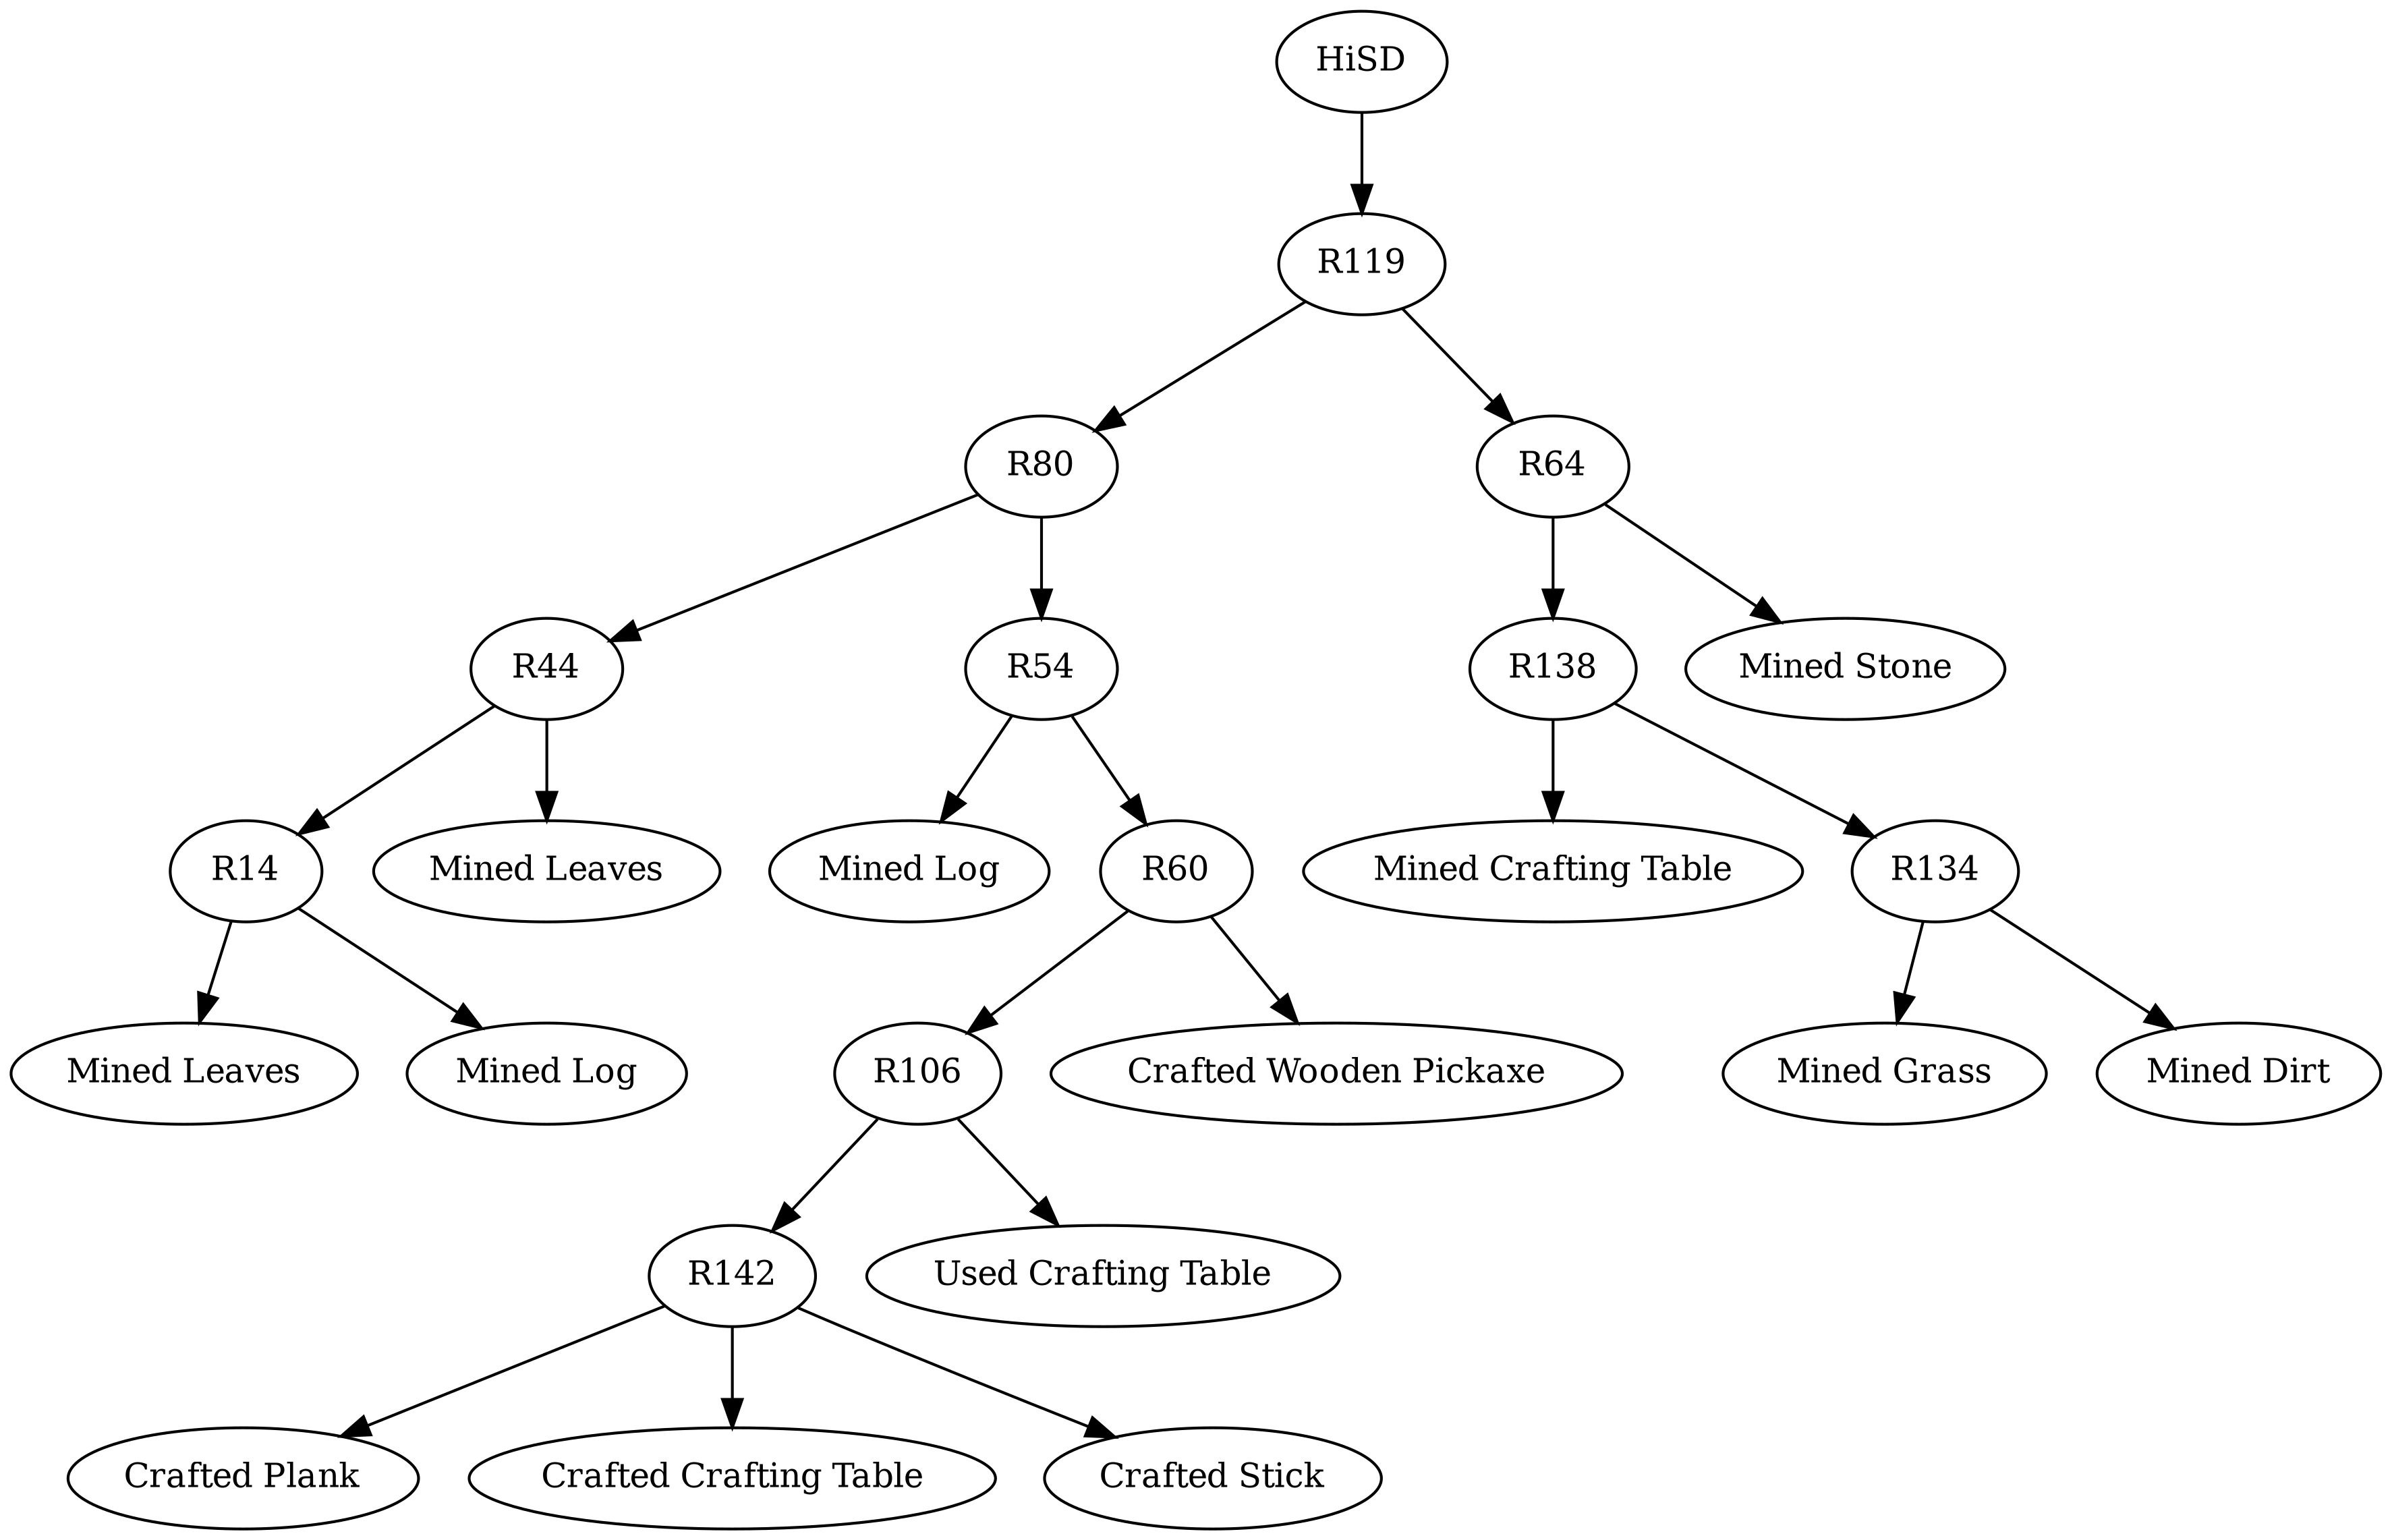 HiSD
R119
R80
R64
R44
R54
R138
Mined Stone
R14
Mined Leaves
Mined Log
R60
Mined Crafting Table
R134
Mined Leaves
Mined Log
R106
Crafted Wooden Pickaxe
Mined Grass
Mined Dirt
R142
Used Crafting Table
Crafted Plank
Crafted Crafting Table
Crafted Stick